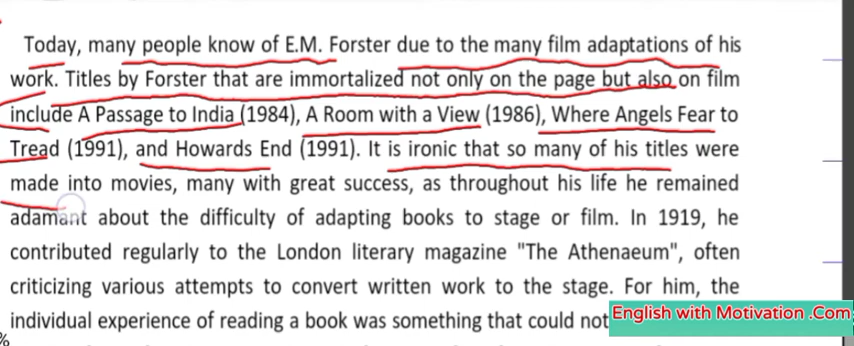 Today, many people know of E.M. Forster due to the many film adaptations of his
work. Titles by Forster that are immortalized not only on the page but also on film
include A Passage to India (1984), A Room with a View (1986), Where Angels Fear to
Tread (1991), and Howards End (1991). It is ironic that so many of his titles were
made into movies, many with great success, as throughout his life he remained
adamant about the difficulty of adapting books to stage or film. In 1919, he
contributed regularly to the London literary magazine "The Athenaeum", often
criticizing various attempts to convert written work to the stage. For him, the
individual experience of reading a book was something that could not
English with Motivation .Com
%